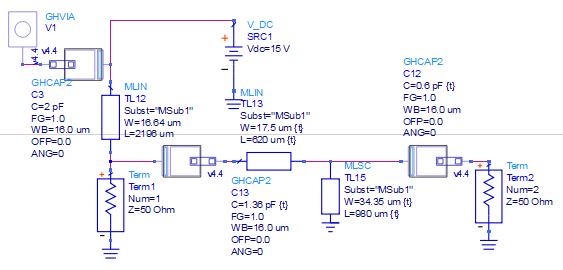 GHVIA
V1
v4.4
v4.4
GHCAP2
C3
C=2 pF
FG=1.0
WB=16.0 um
OFP=0.0
ANG=0
MLIN
TL12
Subst="MSub1"
W=16.64 um
L=2196 um
+
V_DC
SRC1
Vdc=15 V
−
MLIN
TL13
Subst="MSub1"
W=17.5 um {t}
L=620 um {t}
GHCAP2
C12
C=0.6 pF {t}
FG=1.0
WB=16.0 um
OFP=0.0
ANG=0
+
Term
Term1
Num=1
Z=50 Ohm
−
v4.4
GHCAP2
C13
C=1.36 pF {t}
FG=1.0
WB=16.0 um
OFP=0.0
ANG=0
MLSC
TL15
Subst="MSub1"
W=34.35 um {t}
L=980 um {t}
v4.4
+
Term
Term2
Num=2
Z=50 Ohm
−